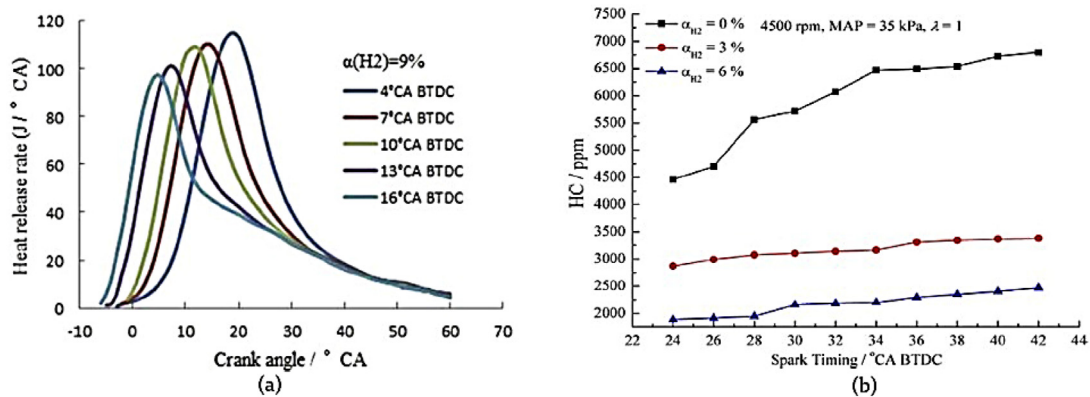 Heat release rate (J / ° CA)
120
100
80
60
40
20
0
-10 0 10 20 30 40 50 60 70
Crank angle / ° CA
α(H2)=9%
4°CA BTDC
7°CA BTDC
10°CA BTDC
13°CA BTDC
16°CA BTDC
(a)
HC / ppm
7500
7000
6500
6000
5500
5000
4500
4000
3500
3000
2500
2000
22 24 26 28 30 32 34 36 38 40 42 44
Spark Timing / °CA BTDC
α_H2 = 0 %
α_H2 = 3 %
α_H2 = 6 %
4500 rpm, MAP = 35 kPa, λ = 1
(b)